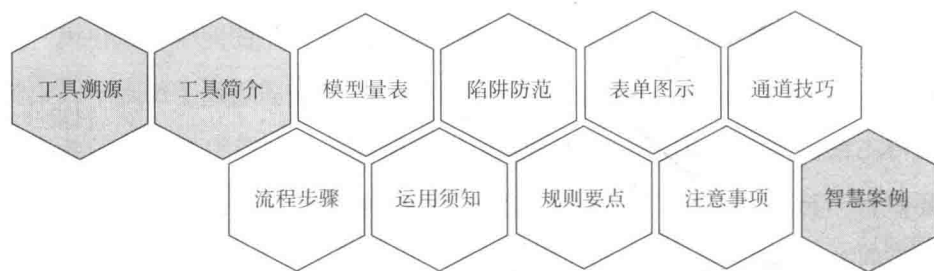 工具溯源 工具简介 模型量表 陷阱防范 表单图示 通道技巧
流程步骤 运用须知 规则要点 注意事项 智慧案例